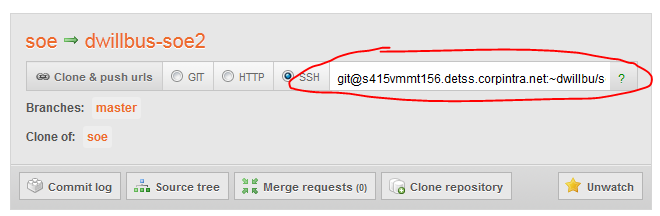 soe ⇒ dwillbus-soe2
Clone & push urls GIT HTTP SSH git@s415vmmt156.detss.corpintra.net:~dwillbu/s ?
Branches: master
Clone of: soe
Commit log Source tree Merge requests (0) Clone repository Unwatch